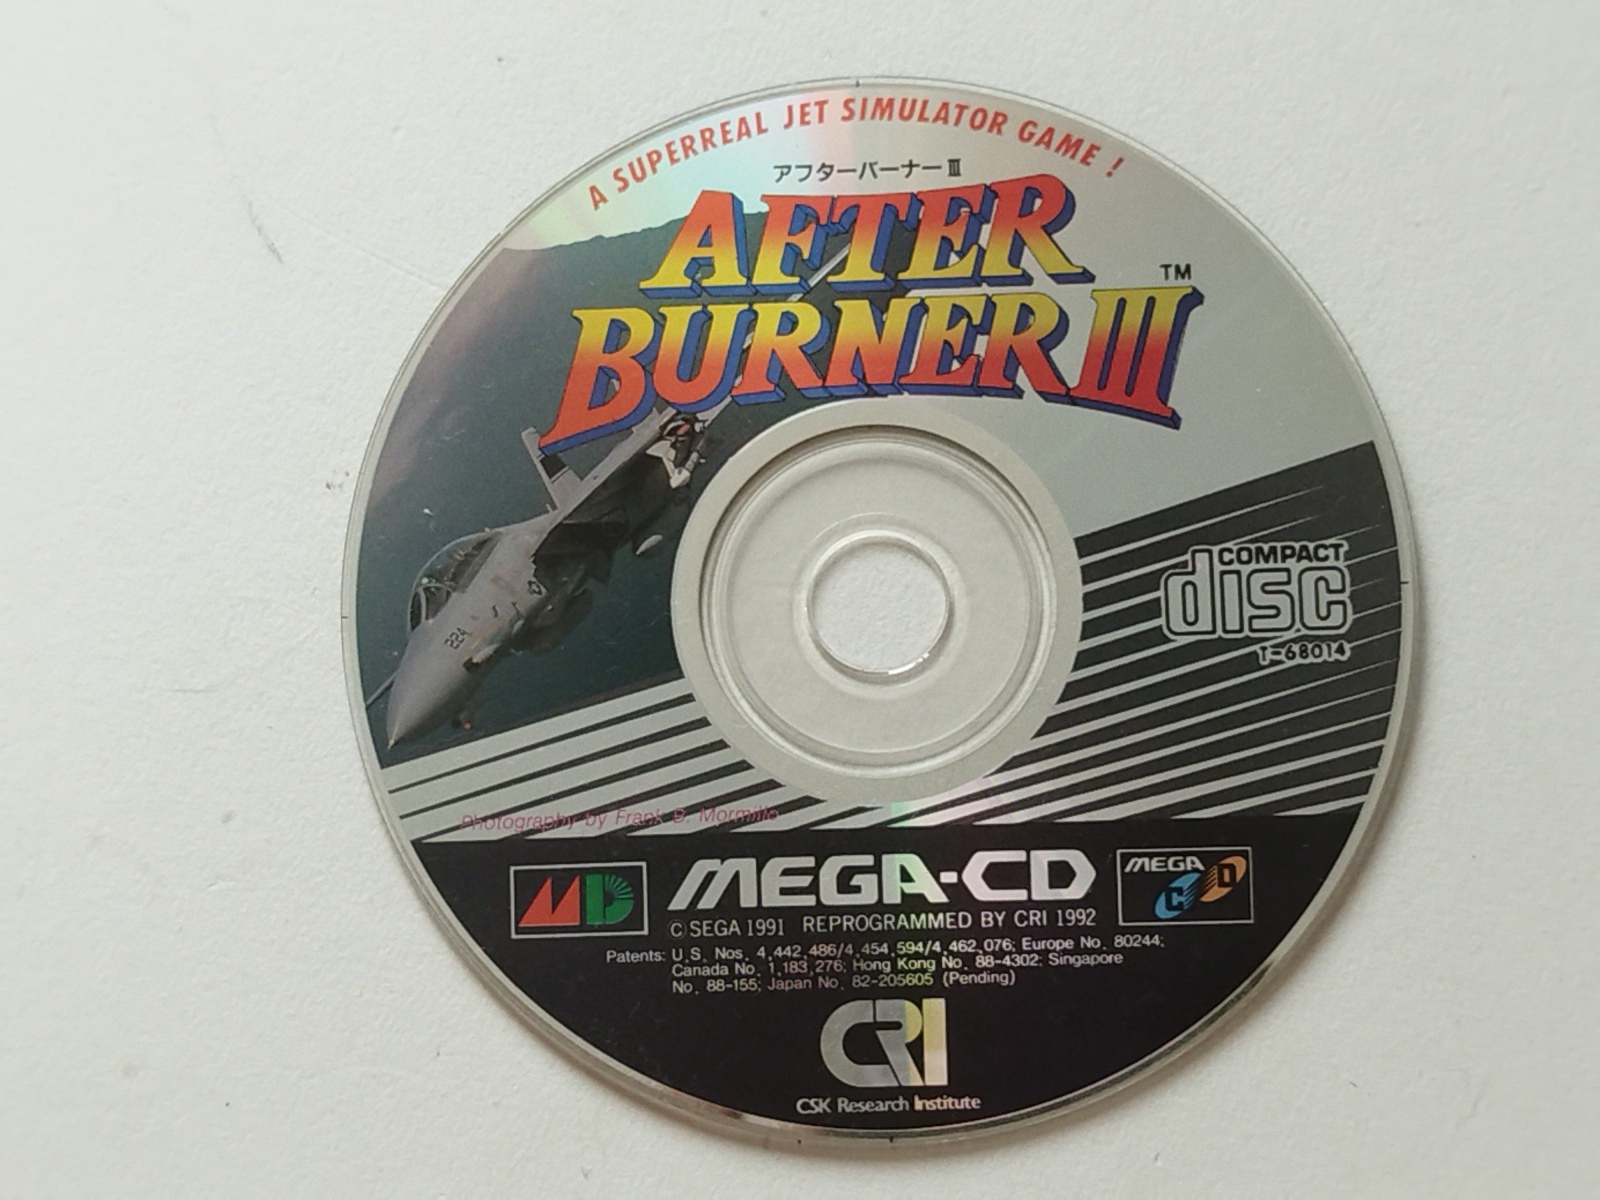 A SUPERREAL JET SIMULATOR GAME !
アフターバーナーIII
AFTER
BURNER III
TM
COMPACT
disc
T-68014
224
Photography by Frank B. Mormillo
MD
MEGA-CD
MEGA
CD
© SEGA 1991 REPROGRAMMED BY CRI 1992
Patents: U.S. Nos. 4,442,486/4,454,594/4,462,076; Europe No. 80244;
Canada No. 1,183,276; Hong Kong No. 88-4302; Singapore
No. 88-155; Japan No. 82-205605 (Pending)
CRI
CSK Research Institute